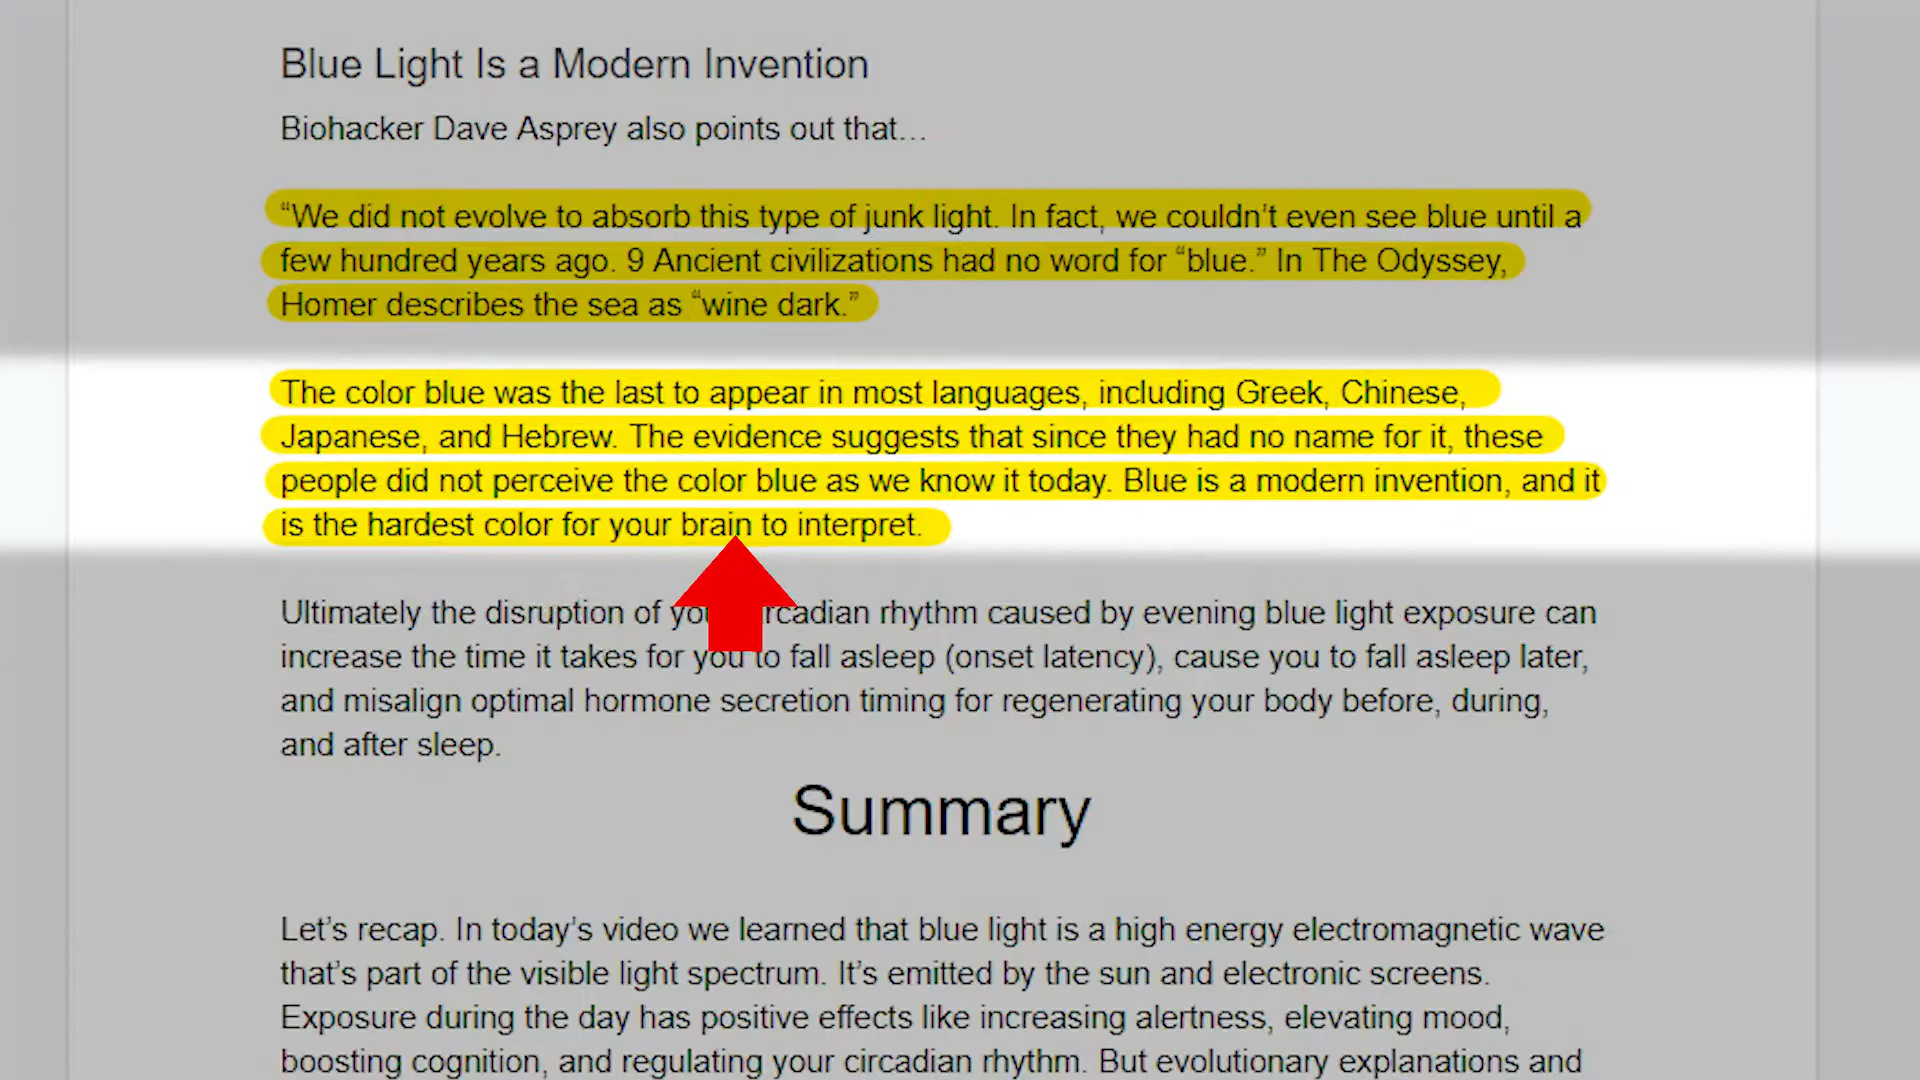 Blue Light Is a Modern Invention
Biohacker Dave Asprey also points out that…
“We did not evolve to absorb this type of junk light. In fact, we couldn’t even see blue until a
few hundred years ago. 9 Ancient civilizations had no word for “blue.” In The Odyssey,
Homer describes the sea as “wine dark.”
The color blue was the last to appear in most languages, including Greek, Chinese,
Japanese, and Hebrew. The evidence suggests that since they had no name for it, these
people did not perceive the color blue as we know it today. Blue is a modern invention, and it
is the hardest color for your brain to interpret.
Ultimately the disruption of rhythm caused by evening blue light exposure can
increase the time it takes for you to fall asleep (onset latency), cause you to fall asleep later,
and misalign optimal hormone secretion timing for regenerating your body before, during,
and after sleep.
Summary
Let’s recap. In today’s video we learned that blue light is a high energy electromagnetic wave
that’s part of the visible light spectrum. It’s emitted by the sun and electronic screens.
Exposure during the day has positive effects like increasing alertness, elevating mood,
boosting cognition, and regulating your circadian rhythm. But evolutionary explanations and